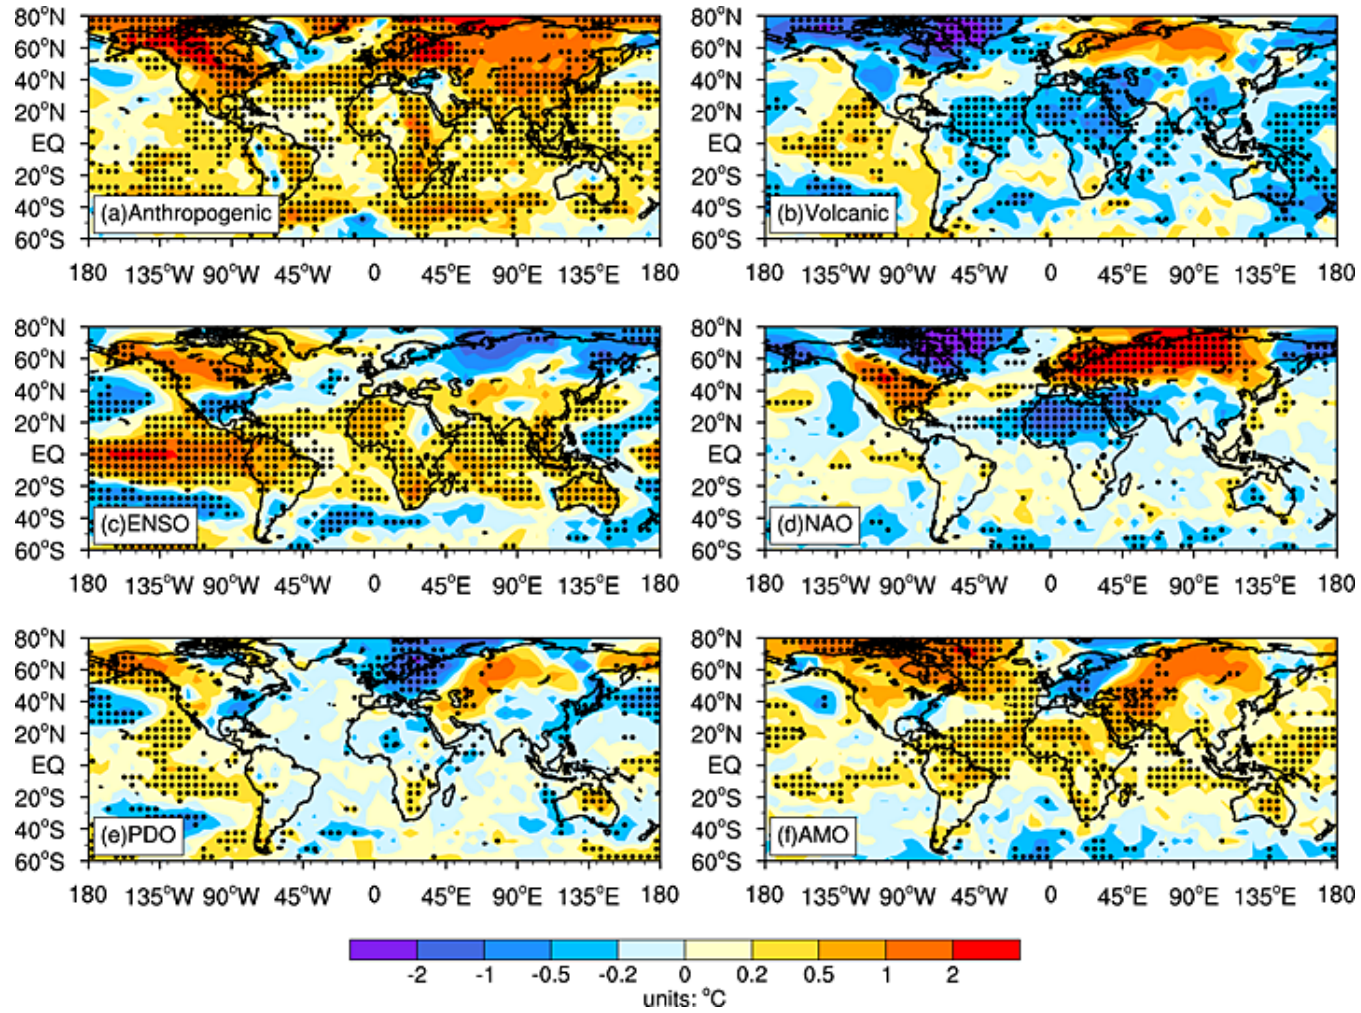 80°N
60°N
40°N
20°N
EQ
20°S
40°S
60°S
(a)Anthropogenic
180 135°W 90°W 45°W 0 45°E 90°E 135°E 180
80°N
60°N
40°N
20°N
EQ
20°S
40°S
60°S
(b)Volcanic
180 135°W 90°W 45°W 0 45°E 90°E 135°E 180
80°N
60°N
40°N
20°N
EQ
20°S
40°S
60°S
(c)ENSO
180 135°W 90°W 45°W 0 45°E 90°E 135°E 180
80°N
60°N
40°N
20°N
EQ
20°S
40°S
60°S
(d)NAO
180 135°W 90°W 45°W 0 45°E 90°E 135°E 180
80°N
60°N
40°N
20°N
EQ
20°S
40°S
60°S
(e)PDO
180 135°W 90°W 45°W 0 45°E 90°E 135°E 180
80°N
60°N
40°N
20°N
EQ
20°S
40°S
60°S
(f)AMO
180 135°W 90°W 45°W 0 45°E 90°E 135°E 180
-2 -1 -0.5 -0.2 0 0.2 0.5 1 2
units: °C